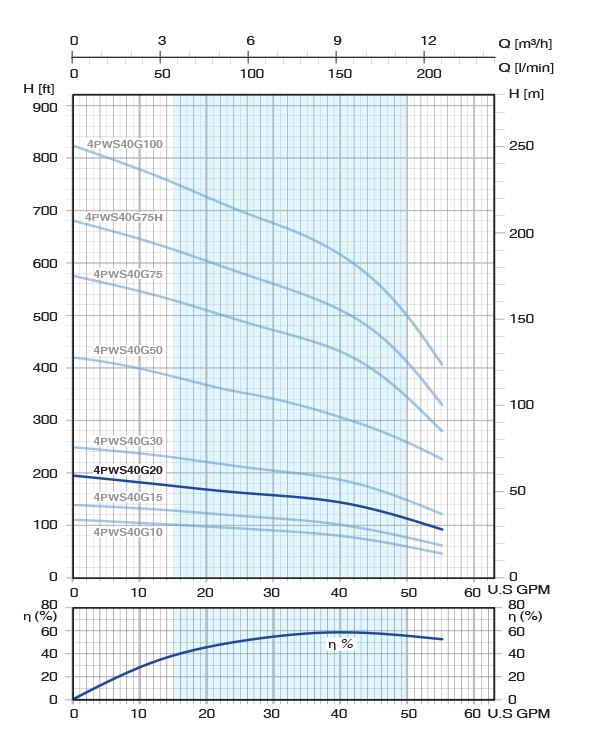 0 3 6 9 12 Q [m³/h]
0 50 100 150 200 Q [l/min]
H [ft] H [m]
900
4PWS40G100 250
800
700
4PWS40G75H 200
600
4PWS40G75
500 150
4PWS40G50
400
100
300
4PWS40G30
200
4PWS40G20 50
4PWS40G15
100
4PWS40G10
0 0
0 10 20 30 40 50 60 U.S GPM
80 80
η (%) η (%)
60 60
η %
40 40
20 20
0 0
0 10 20 30 40 50 60 U.S GPM